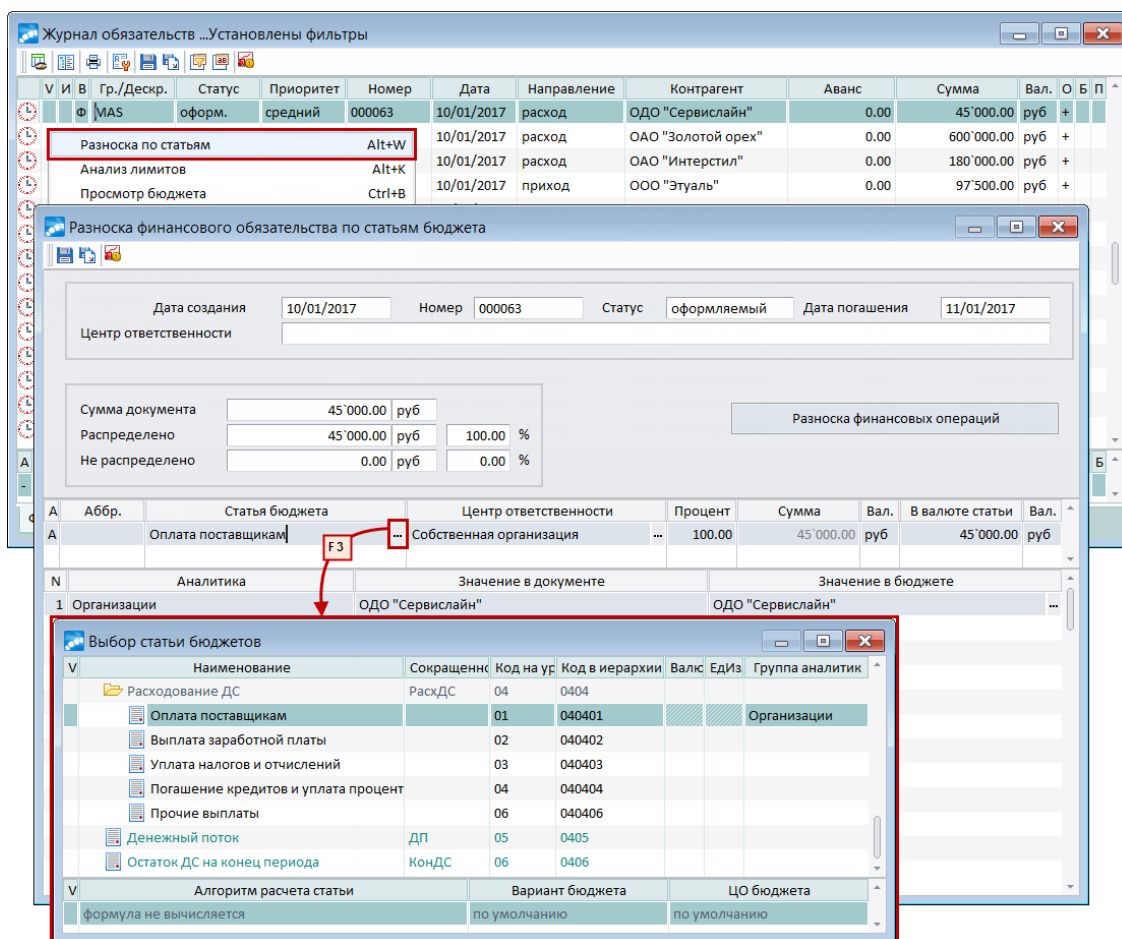 Журнал обязательств ...Установлены фильтры
V И В Гр./Дескр. Статус Приоритет Номер Дата Направление Контрагент Аванс Сумма Вал. О Б П
Ф MAS оформ. средний 000063 10/01/2017 расход ОДО "Сервислайн" 0.00 45`000.00 руб +
Разноска по статьям Alt+W 10/01/2017 расход ОАО "Золотой орех" 0.00 600`000.00 руб +
Анализ лимитов Alt+K 10/01/2017 расход ОАО "Интерстил" 0.00 180`000.00 руб +
Просмотр бюджета Ctrl+B 10/01/2017 приход ООО "Этуаль" 0.00 97`500.00 руб +
Разноска финансового обязательства по статьям бюджета
Дата создания 10/01/2017 Номер 000063 Статус оформляемый Дата погашения 11/01/2017
Центр ответственности
Сумма документа 45`000.00 руб
Разноска финансовых операций
Распределено 45`000.00 руб 100.00 %
Не распределено 0.00 руб 0.00 %
А Б
-
А Аббр. Статья бюджета Центр ответственности Процент Сумма Вал. В валюте статьи Вал.
А Оплата поставщикам ... Собственная организация ... 100.00 45`000.00 руб 45`000.00 руб
F3
N Аналитика Значение в документе Значение в бюджете
1 Организации ОДО "Сервислайн" ОДО "Сервислайн" ...
Выбор статьи бюджетов
V Наименование Сокращенно Код на ур Код в иерархии Валю ЕдИз Группа аналитик
Расходование ДС РасхДС 04 0404
Оплата поставщикам 01 040401 Организации
Выплата заработной платы 02 040402
Уплата налогов и отчислений 03 040403
Погашение кредитов и уплата процент 04 040404
Прочие выплаты 06 040406
Денежный поток ДП 05 0405
Остаток ДС на конец периода КонДС 06 0406
V Алгоритм расчета статьи Вариант бюджета ЦО бюджета
формула не вычисляется по умолчанию по умолчанию